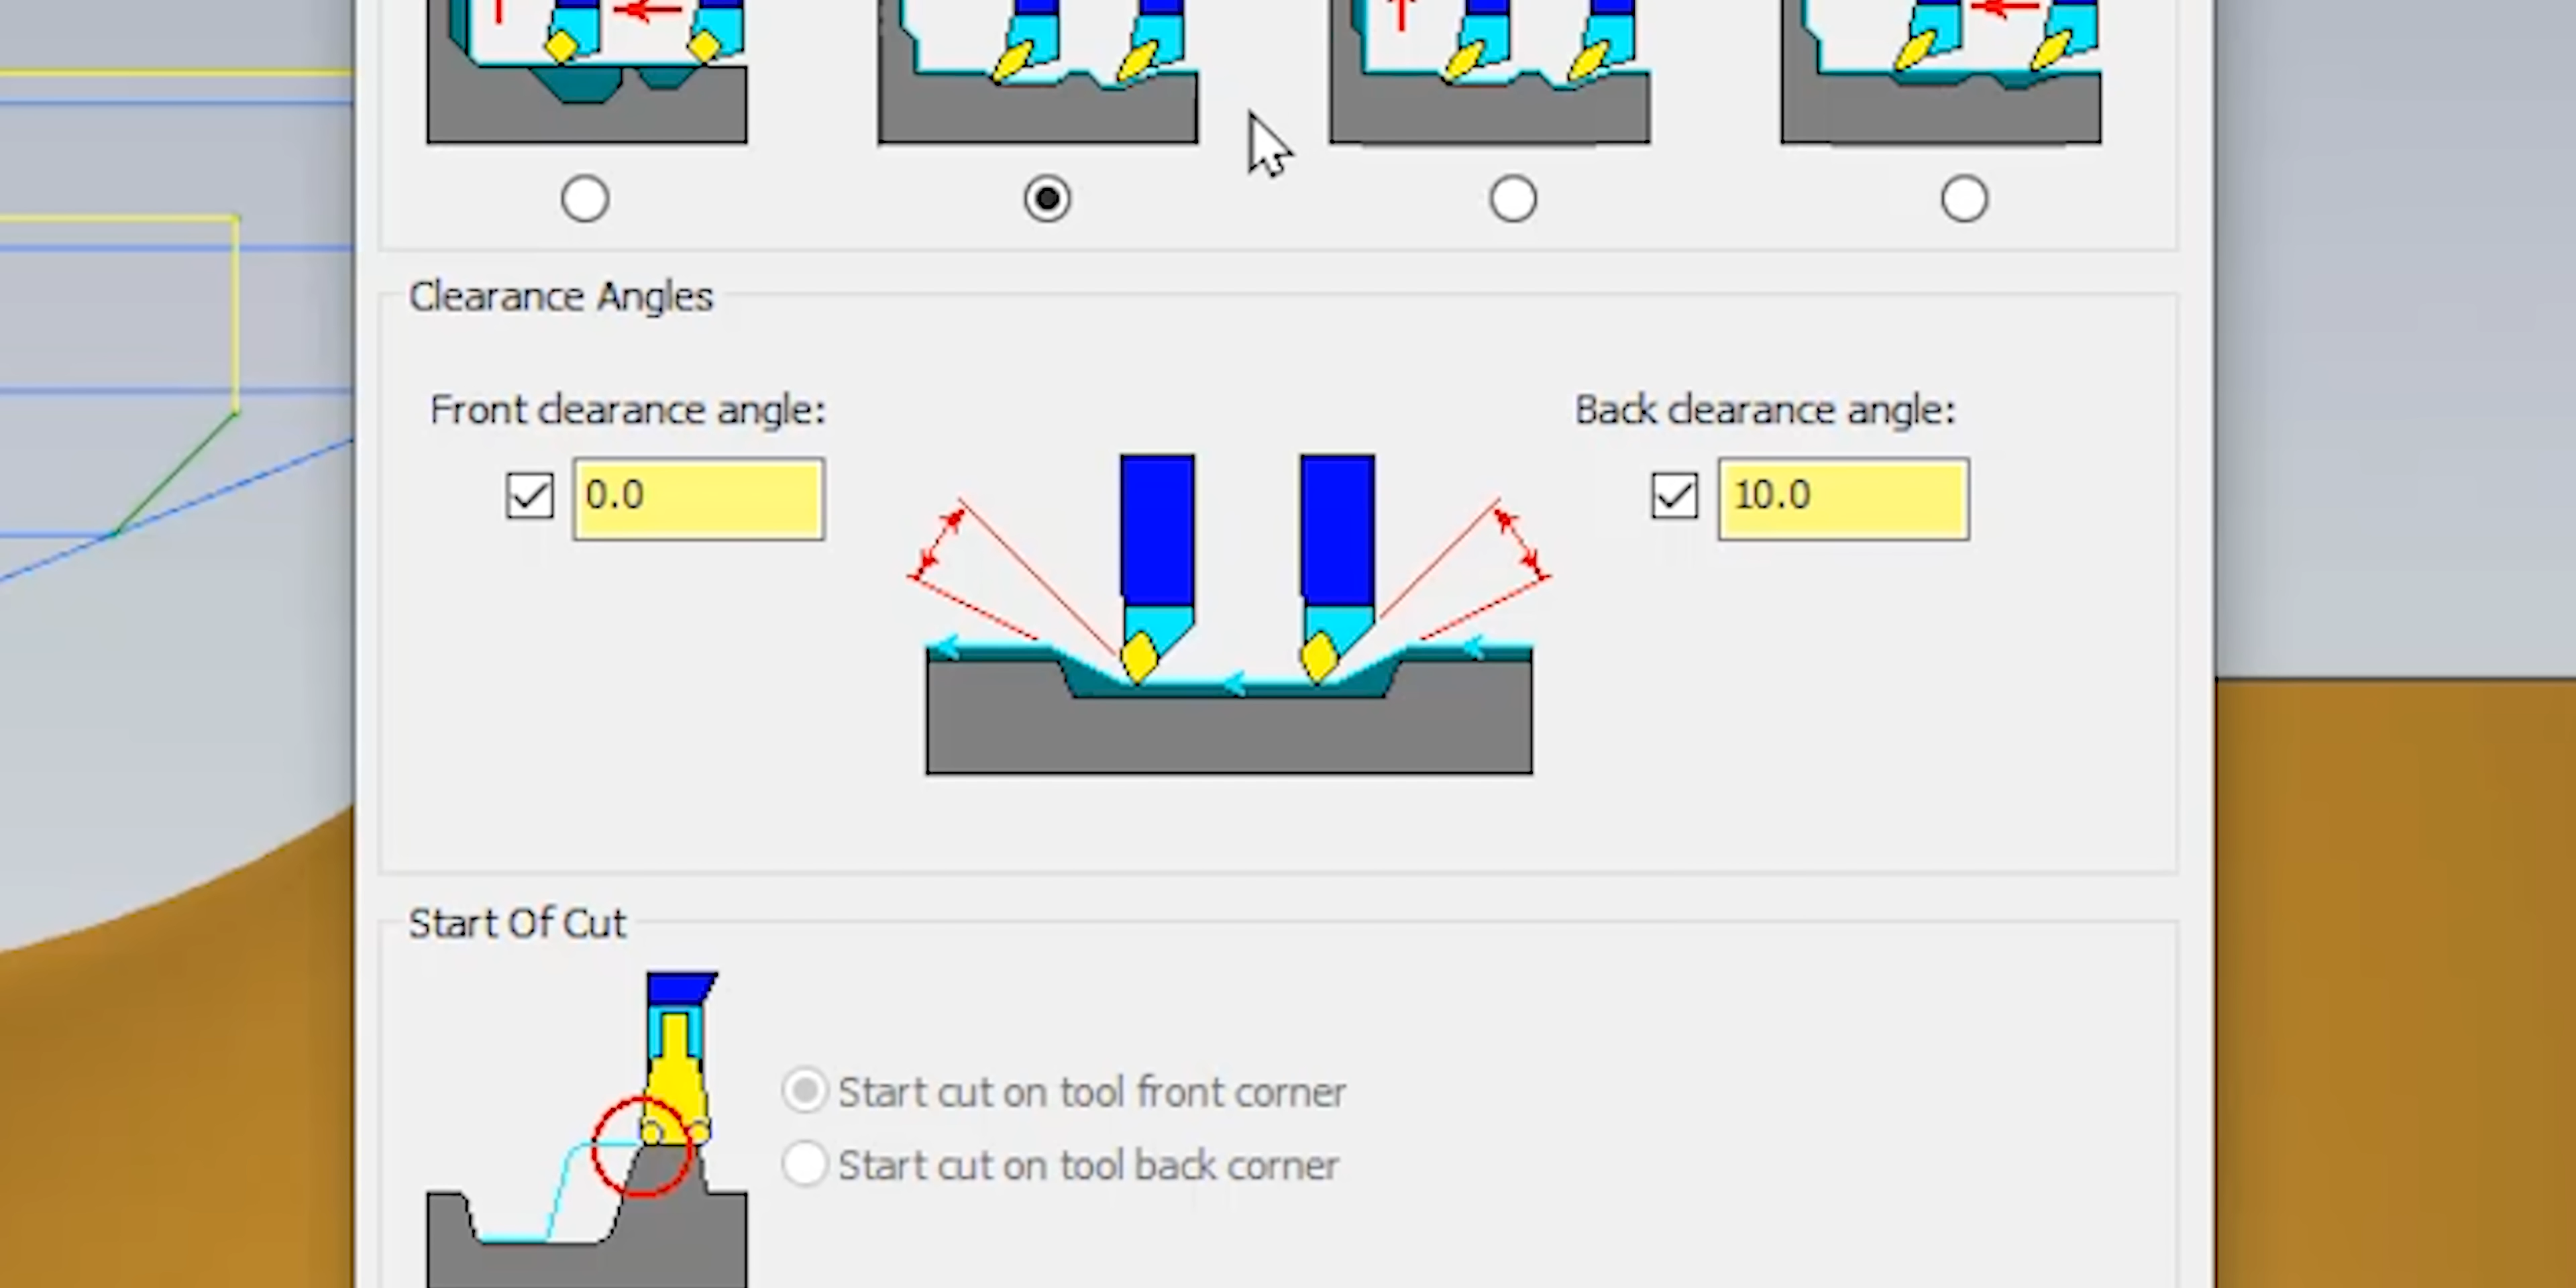 Clearance Angles
Front clearance angle:
Back clearance angle:
0.0
10.0
Start Of Cut
Start cut on tool front corner
Start cut on tool back corner